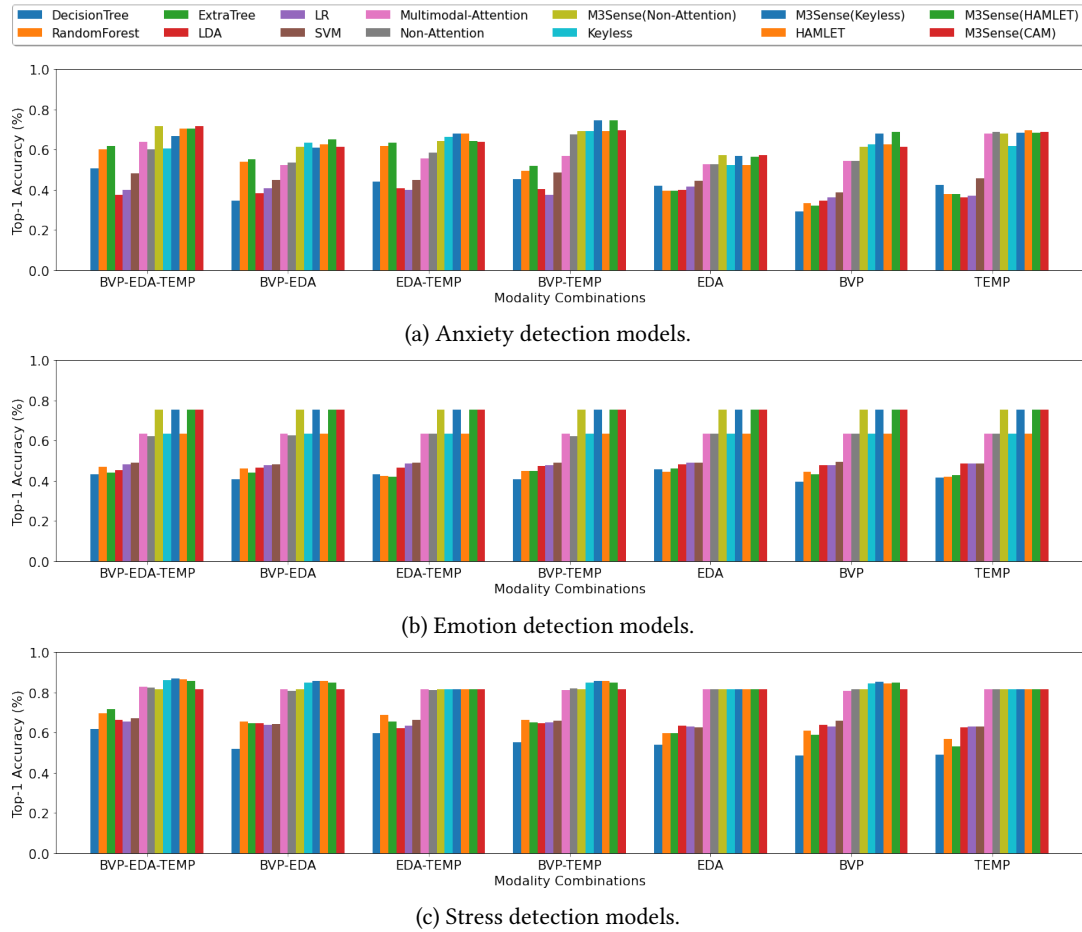 DecisionTree ExtraTree LR Multimodal-Attention M3Sense(Non-Attention) M3Sense(Keyless) M3Sense(HAMLET)
RandomForest LDA SVM Non-Attention Keyless HAMLET M3Sense(CAM)
1.0
0.8
0.6
0.4
0.2
0.0
Top-1 Accuracy (%)
BVP-EDA-TEMP BVP-EDA EDA-TEMP BVP-TEMP EDA BVP TEMP
Modality Combinations
(a) Anxiety detection models.
1.0
0.8
0.6
0.4
0.2
0.0
Top-1 Accuracy (%)
BVP-EDA-TEMP BVP-EDA EDA-TEMP BVP-TEMP EDA BVP TEMP
Modality Combinations
(b) Emotion detection models.
1.0
0.8
0.6
0.4
0.2
0.0
Top-1 Accuracy (%)
BVP-EDA-TEMP BVP-EDA EDA-TEMP BVP-TEMP EDA BVP TEMP
Modality Combinations
(c) Stress detection models.